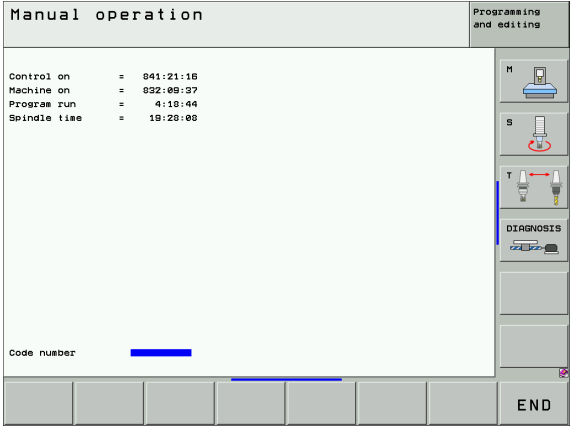 Manual operation
Programming
and editing
Control on = 841:21:16
Machine on = 832:09:37
Program run = 4:18:44
Spindle time = 19:28:08
M
S
T
DIAGNOSIS
Code number
END